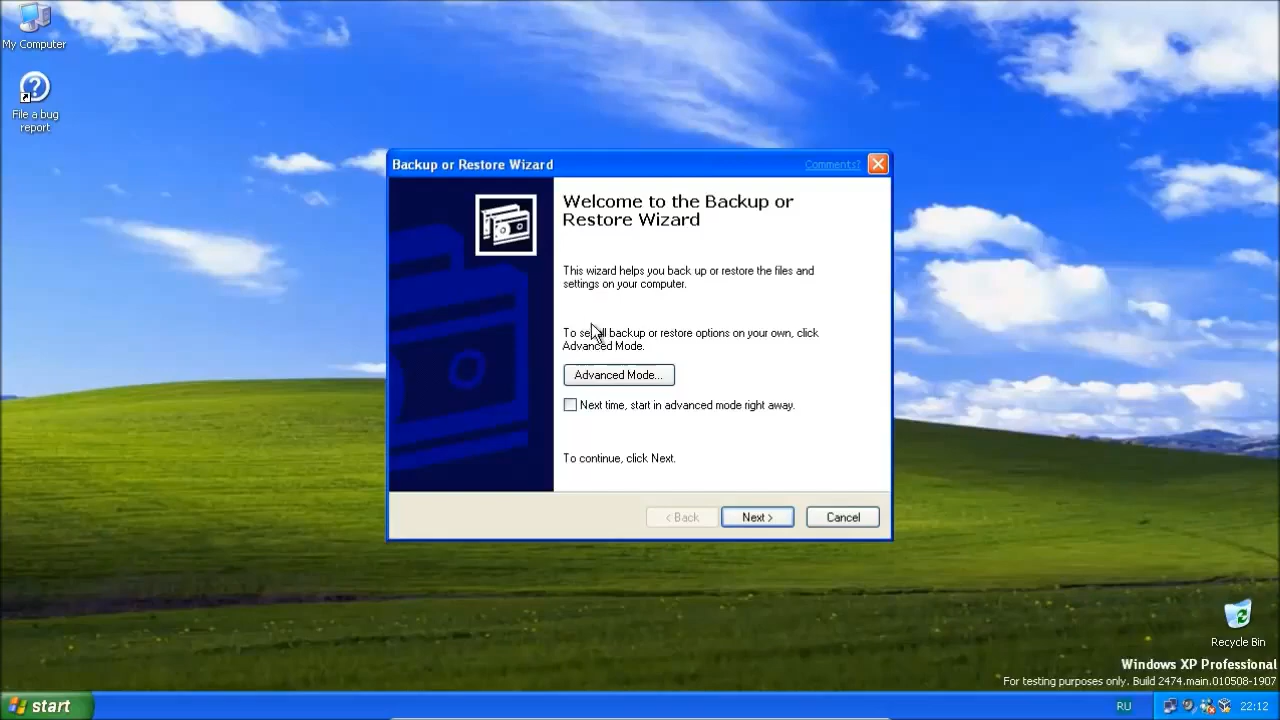 My Computer
File a bug
report
Backup or Restore Wizard
Comments?
Welcome to the Backup or
Restore Wizard
This wizard helps you back up or restore the files and
settings on your computer.
To se ll backup or restore options on your own, click
Advanced Mode.
Advanced Mode...
Next time, start in advanced mode right away.
To continue, click Next.
< Back
Next >
Cancel
Recycle Bin
Windows XP Professional
For testing purposes only. Build 2474.main.010508-1907
start
RU
22:12